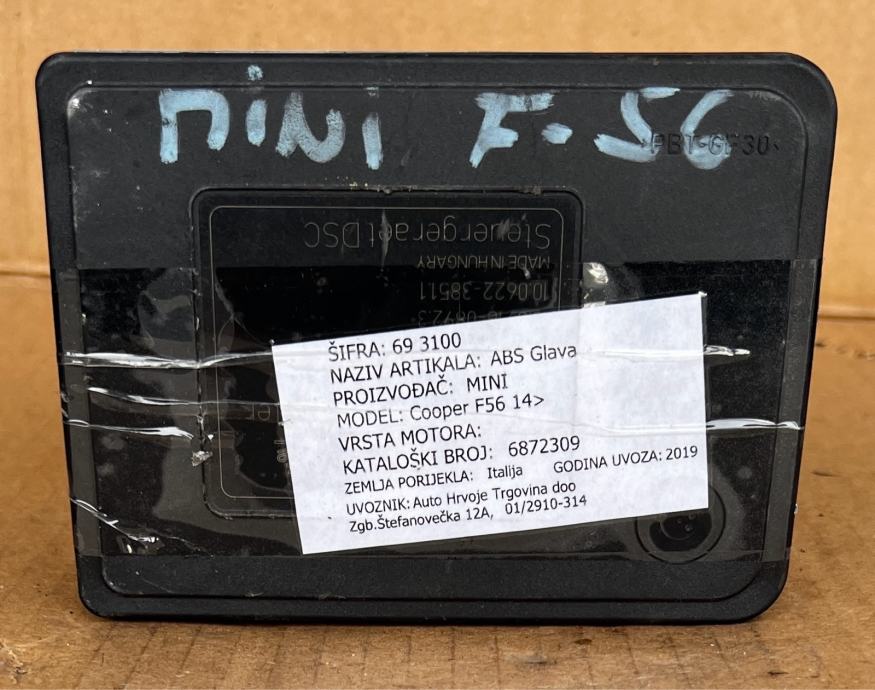 MINI F-56
>PBT-GF30<
Steuergeraet DSC
MADE IN HUNGARY
10.0622-38511
ŠIFRA: 69 3100
NAZIV ARTIKALA: ABS Glava
PROIZVOĐAČ: MINI
MODEL: Cooper F56 14>
VRSTA MOTORA:
KATALOŠKI BROJ: 6872309
ZEMLJA PORIJEKLA: Italija GODINA UVOZA: 2019
UVOZNIK: Auto Hrvoje Trgovina doo
Zgb.Štefanovečka 12A, 01/2910-314